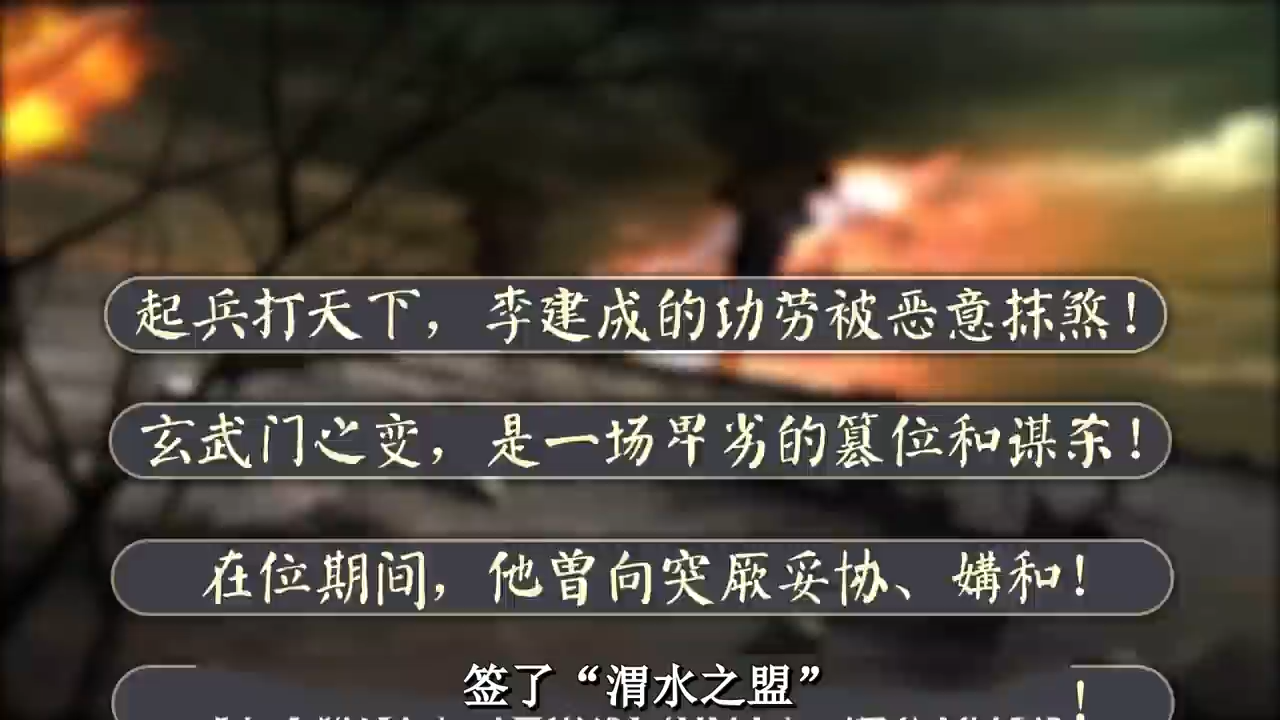 起兵打天下，李建成的功劳被恶意抹煞！
玄武门之变，是一场卑劣的篡位和谋杀！
在位期间，他曾向突厥妥协、媾和！
签了“渭水之盟”